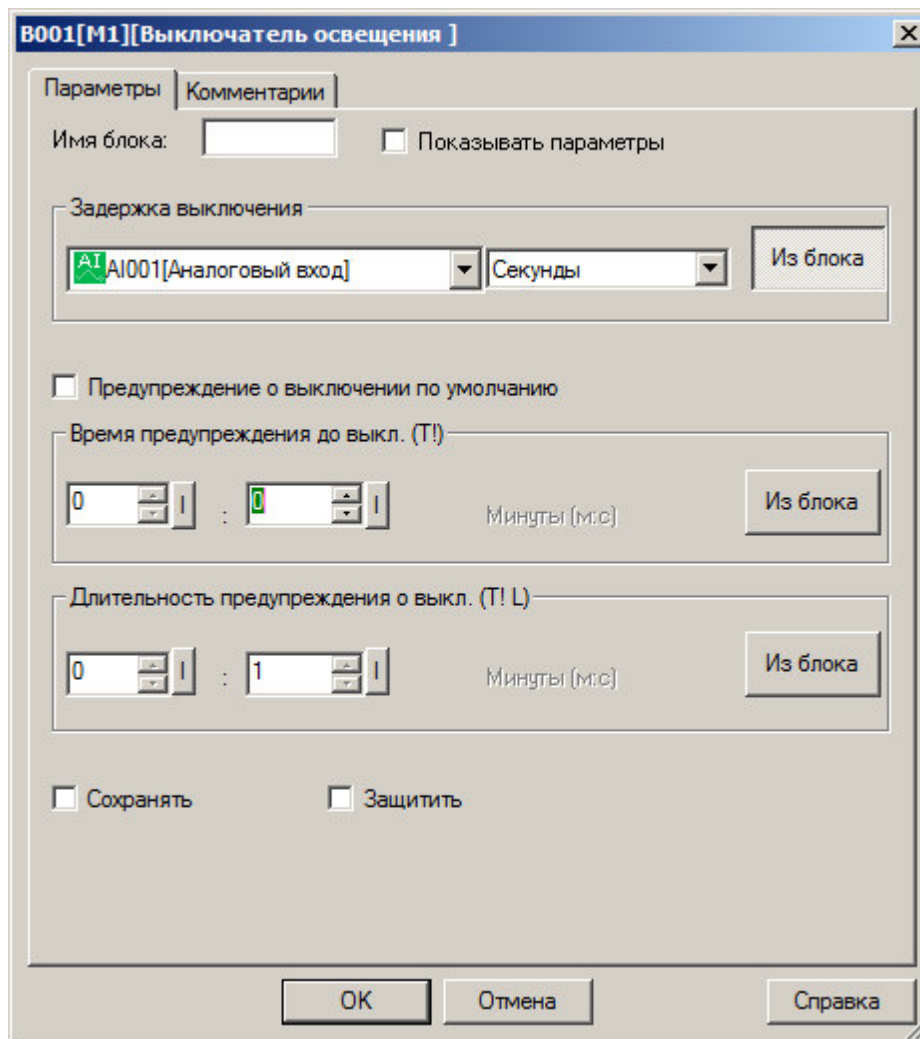 B001[M1][Выключатель освещения ]
Параметры Комментарии
Имя блока: Показывать параметры
Задержка выключения
AI AI001[Аналоговый вход] Секунды Из блока
Предупреждение о выключении по умолчанию
Время предупреждения до выкл. (T!)
0 I : 0 I Минуты (м:с) Из блока
Длительность предупреждения о выкл. (T! L)
0 I : 1 I Минуты (м:с) Из блока
Сохранять Защитить
OK Отмена Справка